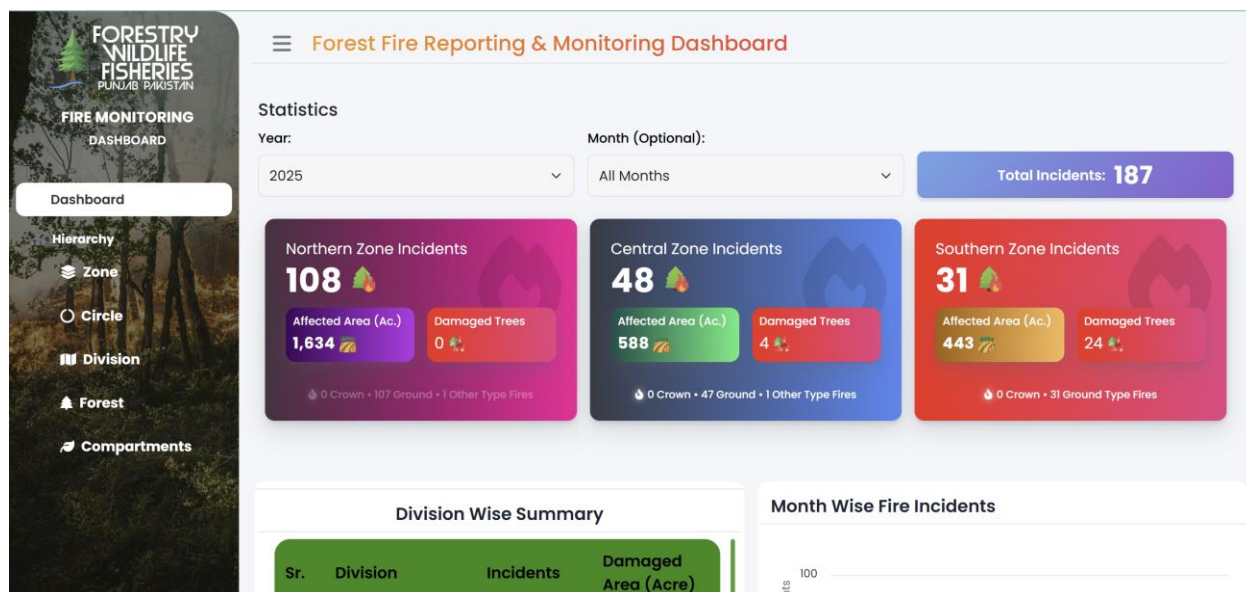 FORESTRY
WILDLIFE
FISHERIES
PUNJAB PAKISTAN
FIRE MONITORING
DASHBOARD
Dashboard
Hierarchy
Zone
Circle
Division
Forest
Compartments
Forest Fire Reporting & Monitoring Dashboard
Statistics
Year:
Month (Optional):
2025
All Months
Total Incidents: 187
Northern Zone Incidents
108
Affected Area (Ac.)
1,634
Damaged Trees
0
0 Crown • 107 Ground • 1 Other Type Fires
Central Zone Incidents
48
Affected Area (Ac.)
588
Damaged Trees
4
0 Crown • 47 Ground • 1 Other Type Fires
Southern Zone Incidents
31
Affected Area (Ac.)
443
Damaged Trees
24
0 Crown • 31 Ground Type Fires
Division Wise Summary
Sr. Division Incidents Damaged
Area (Acre)
Month Wise Fire Incidents
100